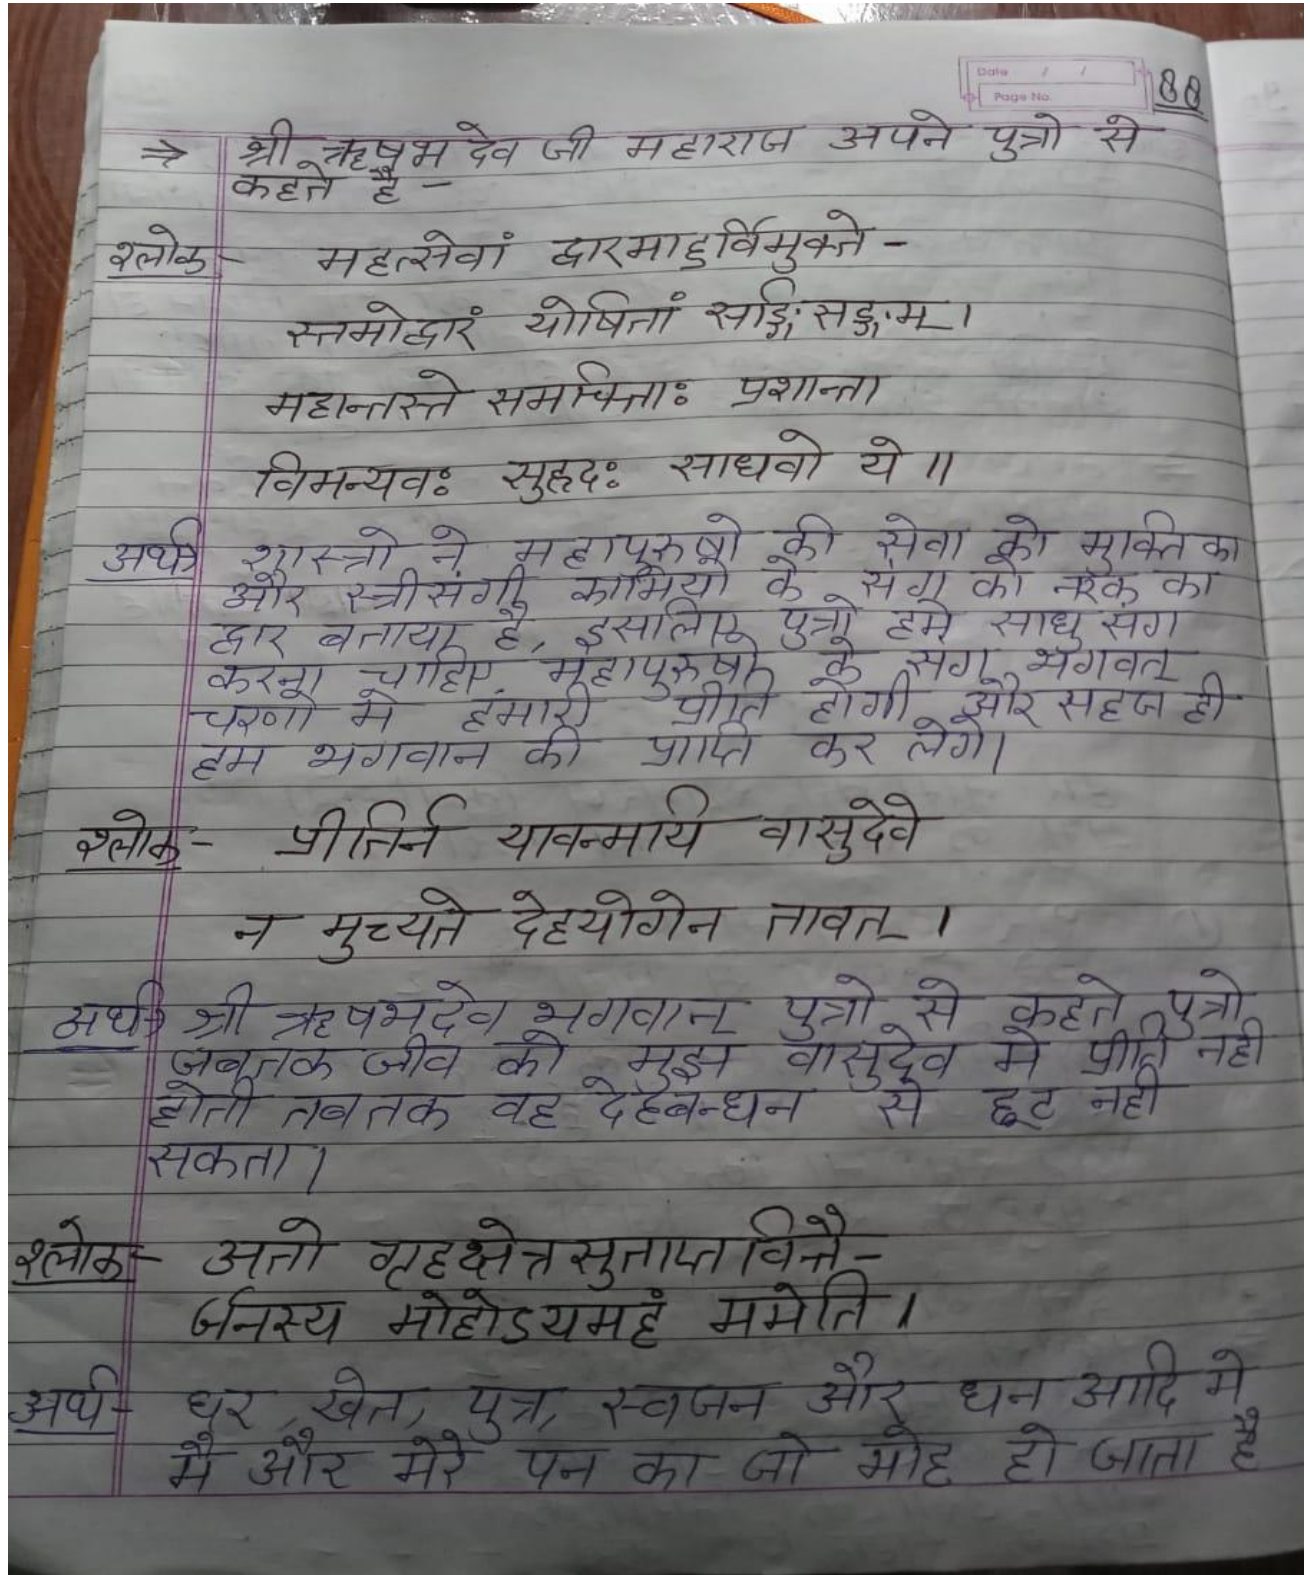 Date / /
Page No.
88
⇒ श्री ऋषभ देव जी महाराज अपने पुत्रो से
कहते है -
श्लोक - महत्सेवां द्वारमाहुर्विमुक्ते -
स्तमोद्वारं योषितां सङ्गिसङ्गम्।
महान्तस्ते समचित्ताः प्रशान्ता
विमन्यवः सुहृदः साधवो ये ॥
अर्थ- शास्त्रो ने महापुरुषो की सेवा को मुक्ति का
और स्त्रीसंगी कामियो के संग को नरक का
द्वार बताया है, इसलिए पुत्रो हमे साधु संग
करना चाहिए महापुरुषो के संग भगवत्
चरणो मे हमारी प्रीति होगी और सहज ही
हम भगवान की प्राप्ति कर लेगे।
श्लोक - प्रीतिर्न यावन्मयि वासुदेवे
न मुच्यते देहयोगेन तावत् ।
अर्थ- श्री ऋषभदेव भगवान् पुत्रो से कहते पुत्रो
जबतक जीव को मुझ वासुदेव मे प्रीति नही
होती तबतक वह देहबन्धन से छूट नही
सकता।
श्लोक - अतो गृहक्षेत्रसुताप्तवित्तै-
र्जनस्य मोहोऽयमहं ममेति ।
अर्थ - घर, खेत, पुत्र, स्वजन और धन आदि मे
मै और मेरे पन का जो मोह हो जाता है